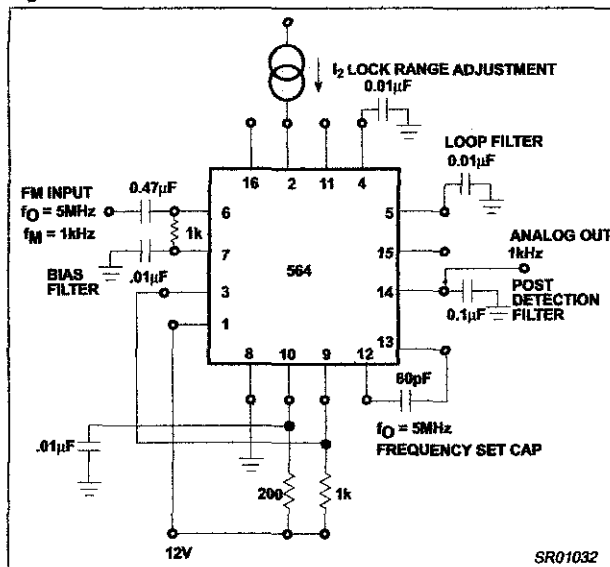 I₂ LOCK RANGE ADJUSTMENT
0.01µF
LOOP FILTER
0.01µF
16 2 11 4
FM INPUT
fO = 5MHz
fM = 1kHz
0.47µF
6
1k
7
BIAS
FILTER
.01µF
3
1
564
5
15
14
13
ANALOG OUT
1kHz
POST
DETECTION
FILTER
0.1µF
8 10 9 12
80pF
fO = 5MHz
FREQUENCY SET CAP
.01µF
200
1k
12V
SR01032